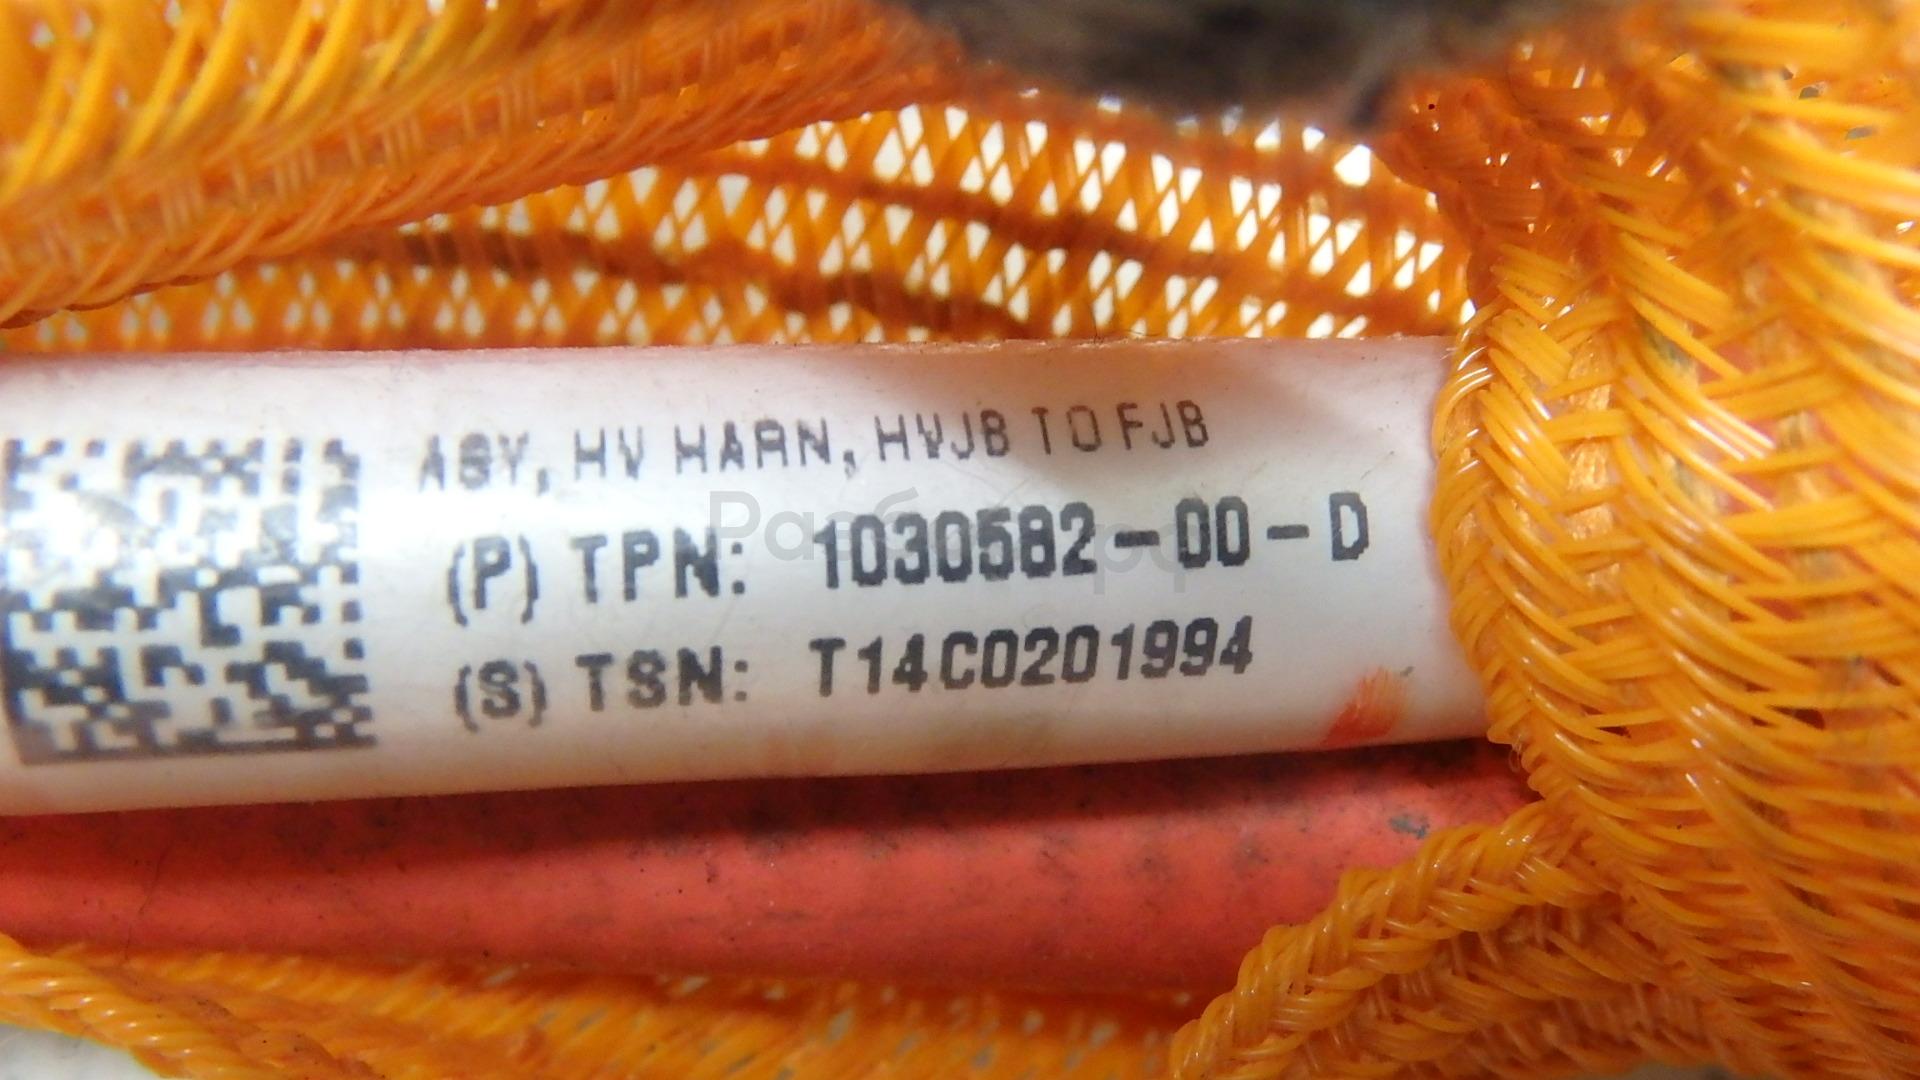 ASY, HV HARN, HVJB TO FJB
(P) TPN: 1030582-00-D
(S) TSN: T14C0201994